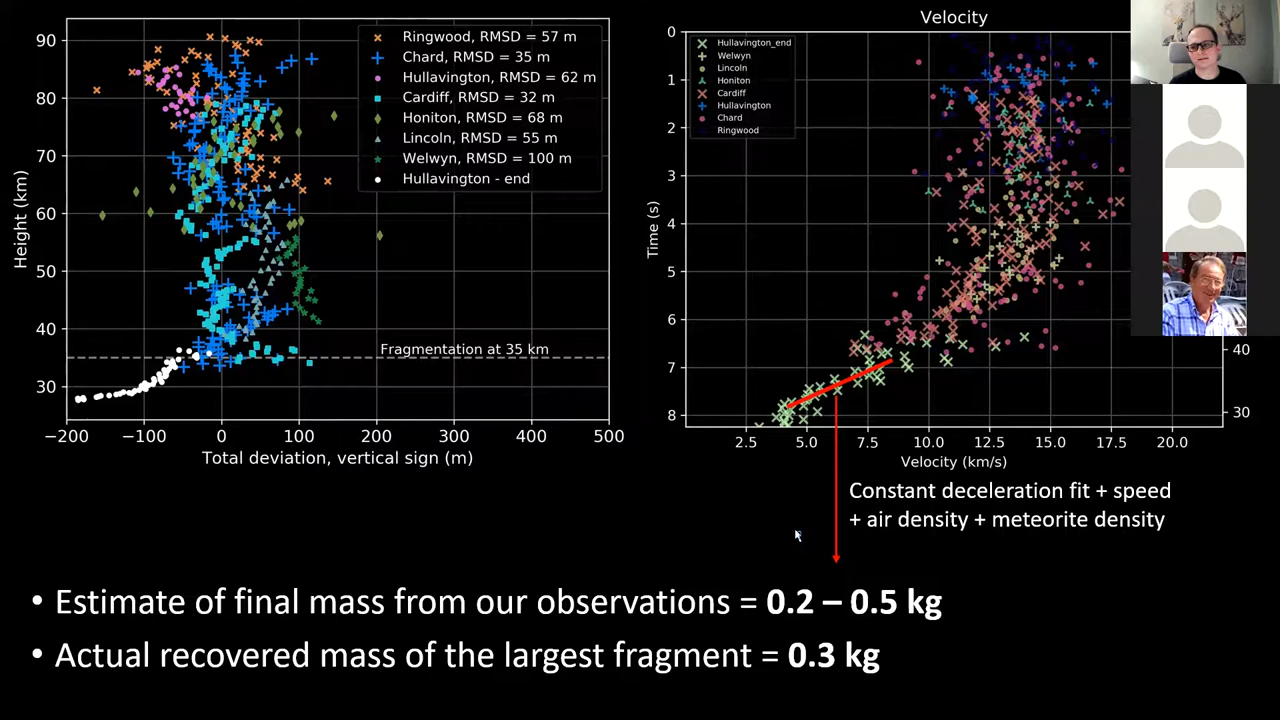 90
80
70
60
50
40
30
Height (km)
Ringwood, RMSD = 57 m
Chard, RMSD = 35 m
Hullavington, RMSD = 62 m
Cardiff, RMSD = 32 m
Honiton, RMSD = 68 m
Lincoln, RMSD = 55 m
Welwyn, RMSD = 100 m
Hullavington - end
Fragmentation at 35 km
−200 −100 0 100 200 300 400 500
Total deviation, vertical sign (m)
Velocity
0
1
2
3
4
5
6
7
8
Time (s)
Hullavington_end
Welwyn
Lincoln
Honiton
Cardiff
Hullavington
Chard
Ringwood
40
30
2.5 5.0 7.5 10.0 12.5 15.0 17.5 20.0
Velocity (km/s)
Constant deceleration fit + speed
+ air density + meteorite density
• Estimate of final mass from our observations = 0.2 – 0.5 kg
• Actual recovered mass of the largest fragment = 0.3 kg